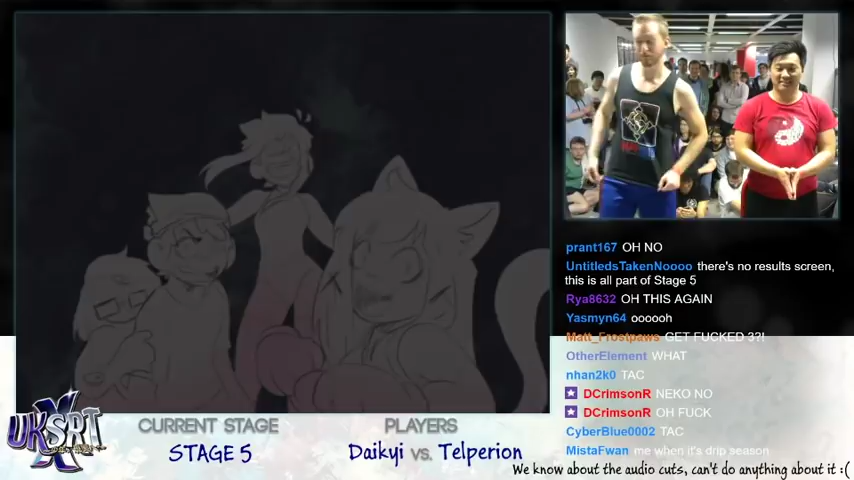 prant167 OH NO
UntitledsTakenNoooo there's no results screen,
this is all part of Stage 5
Rya8632 OH THIS AGAIN
Yasmyn64 oooooh
Matt_Frostpaws GET FUCKED 3?!
OtherElement WHAT
nhan2k0 TAC
DCrimsonR NEKO NO
DCrimsonR OH FUCK
CyberBlue0002 TAC
MistaFwan me when it's drip season
UKSRT X
CURRENT STAGE
STAGE 5
PLAYERS
Daikyi vs. Telperion
We know about the audio cuts, can't do anything about it :(